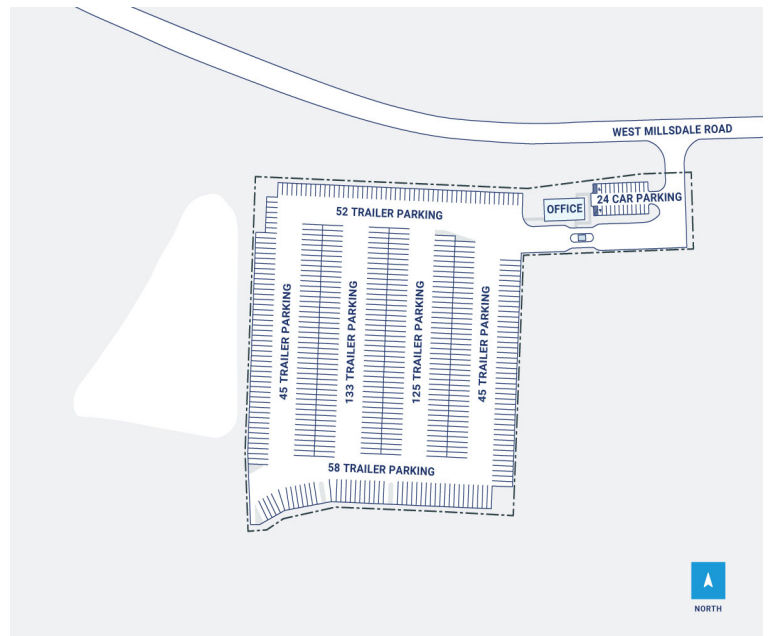 WEST MILLSDALE ROAD
24 CAR PARKING
OFFICE
52 TRAILER PARKING
45 TRAILER PARKING
133 TRAILER PARKING
125 TRAILER PARKING
45 TRAILER PARKING
58 TRAILER PARKING
NORTH